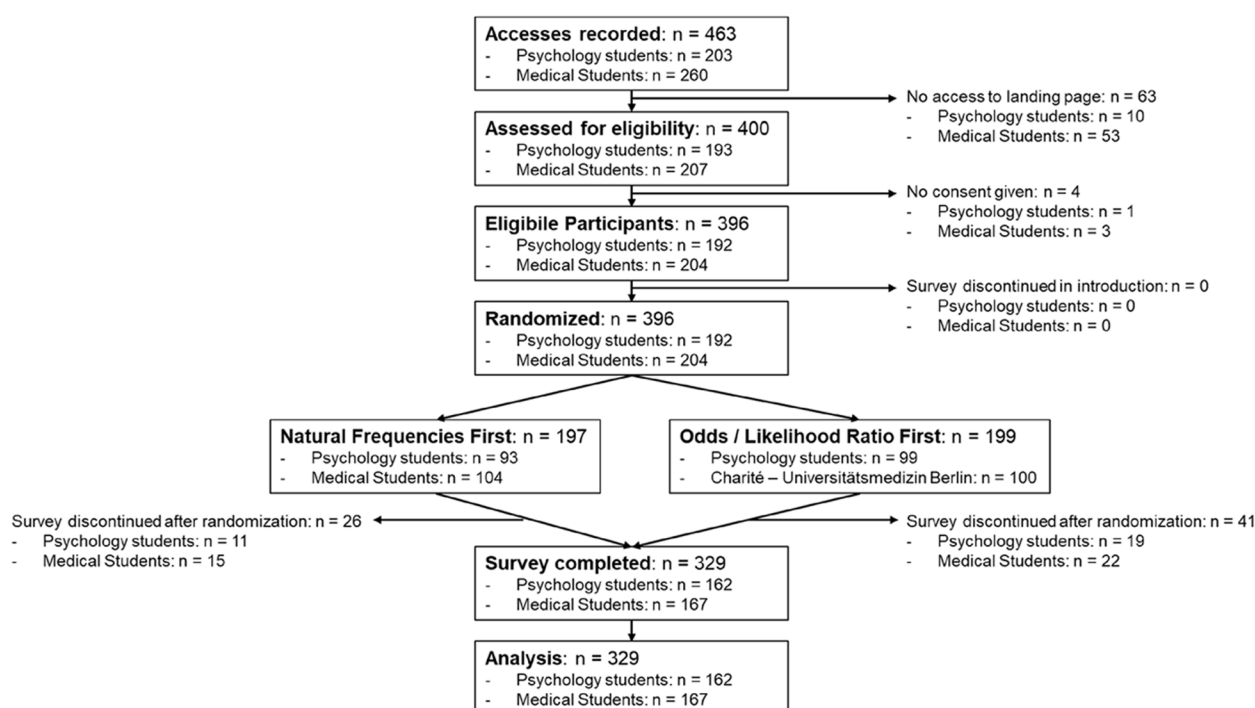 Accesses recorded: n = 463
- Psychology students: n = 203
- Medical Students: n = 260
No access to landing page: n = 63
- Psychology students: n = 10
- Medical Students: n = 53
Assessed for eligibility: n = 400
- Psychology students: n = 193
- Medical Students: n = 207
No consent given: n = 4
- Psychology students: n = 1
- Medical Students: n = 3
Eligibile Participants: n = 396
- Psychology students: n = 192
- Medical Students: n = 204
Survey discontinued in introduction: n = 0
- Psychology students: n = 0
- Medical Students: n = 0
Randomized: n = 396
- Psychology students: n = 192
- Medical Students: n = 204
Natural Frequencies First: n = 197
- Psychology students: n = 93
- Medical Students: n = 104
Odds / Likelihood Ratio First: n = 199
- Psychology students: n = 99
- Charité – Universitätsmedizin Berlin: n = 100
Survey discontinued after randomization: n = 26
- Psychology students: n = 11
- Medical Students: n = 15
Survey discontinued after randomization: n = 41
- Psychology students: n = 19
- Medical Students: n = 22
Survey completed: n = 329
- Psychology students: n = 162
- Medical Students: n = 167
Analysis: n = 329
- Psychology students: n = 162
- Medical Students: n = 167